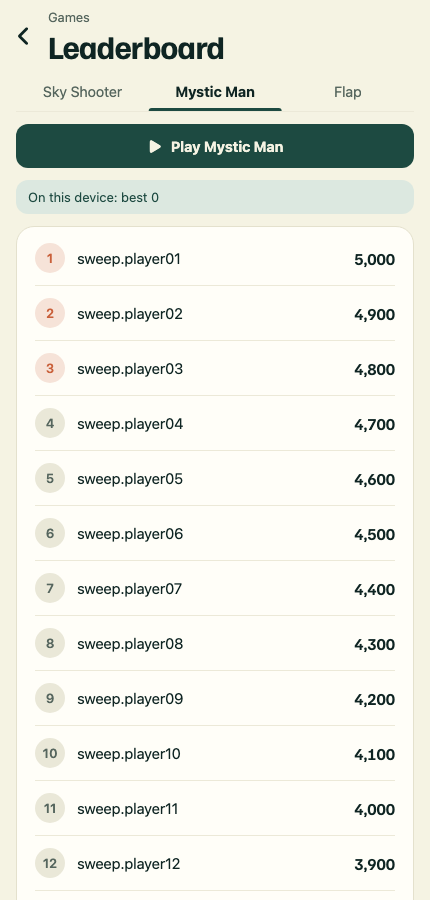 Games
Leaderboard
Sky Shooter Mystic Man Flap
Play Mystic Man
On this device: best 0
1 sweep.player01 5,000
2 sweep.player02 4,900
3 sweep.player03 4,800
4 sweep.player04 4,700
5 sweep.player05 4,600
6 sweep.player06 4,500
7 sweep.player07 4,400
8 sweep.player08 4,300
9 sweep.player09 4,200
10 sweep.player10 4,100
11 sweep.player11 4,000
12 sweep.player12 3,900